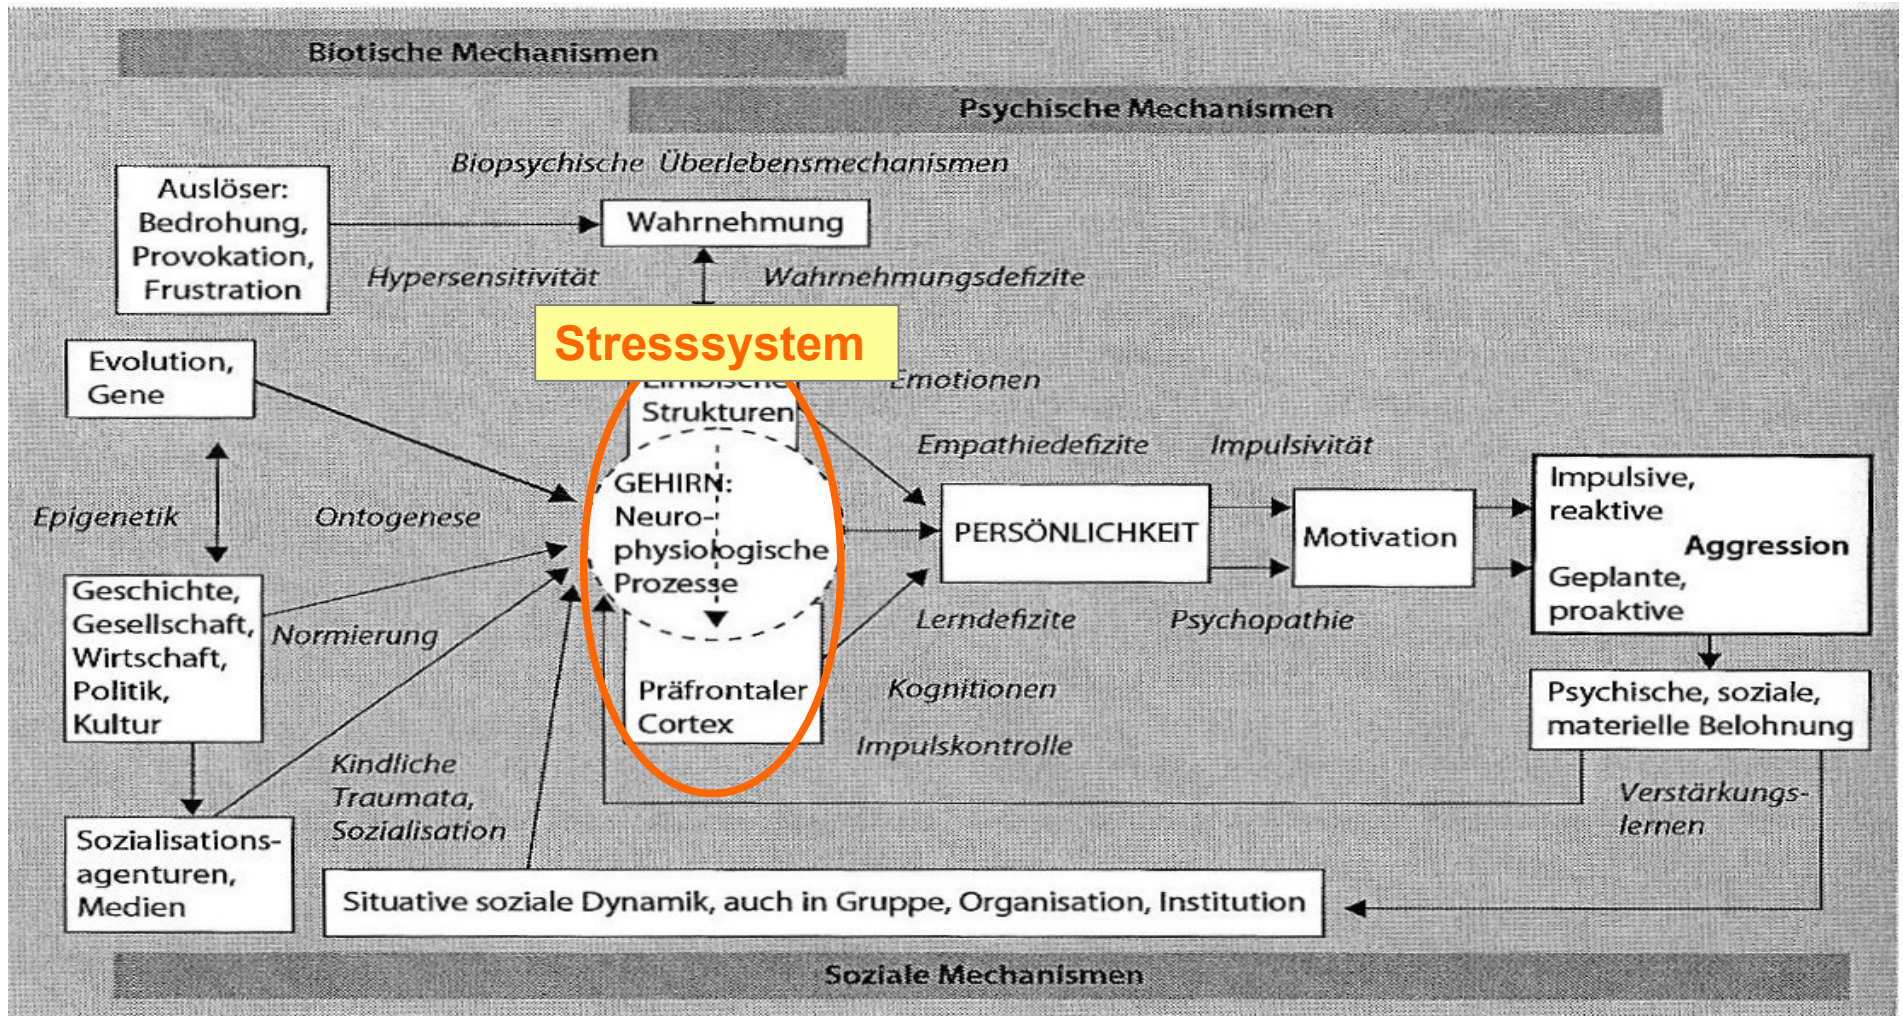 Biotische Mechanismen
Psychische Mechanismen
Biopsychische Überlebensmechanismen
Auslöser:
Bedrohung,
Provokation,
Frustration
Wahrnehmung
Hypersensitivität
Wahrnehmungsdefizite
Stresssystem
Evolution,
Gene
Limbische
Strukturen
Emotionen
Empathiedefizite
Impulsivität
GEHIRN:
Neuro-
physiologische
Prozesse
Epigenetik
Ontogenese
PERSÖNLICHKEIT
Motivation
Impulsive,
reaktive
Aggression
Geplante,
proaktive
Geschichte,
Gesellschaft,
Wirtschaft,
Politik,
Kultur
Normierung
Lerndefizite
Psychopathie
Präfrontaler
Cortex
Kognitionen
Impulskontrolle
Psychische, soziale,
materielle Belohnung
Kindliche
Traumata,
Sozialisation
Verstärkungs-
lernen
Sozialisations-
agenturen,
Medien
Situative soziale Dynamik, auch in Gruppe, Organisation, Institution
Soziale Mechanismen